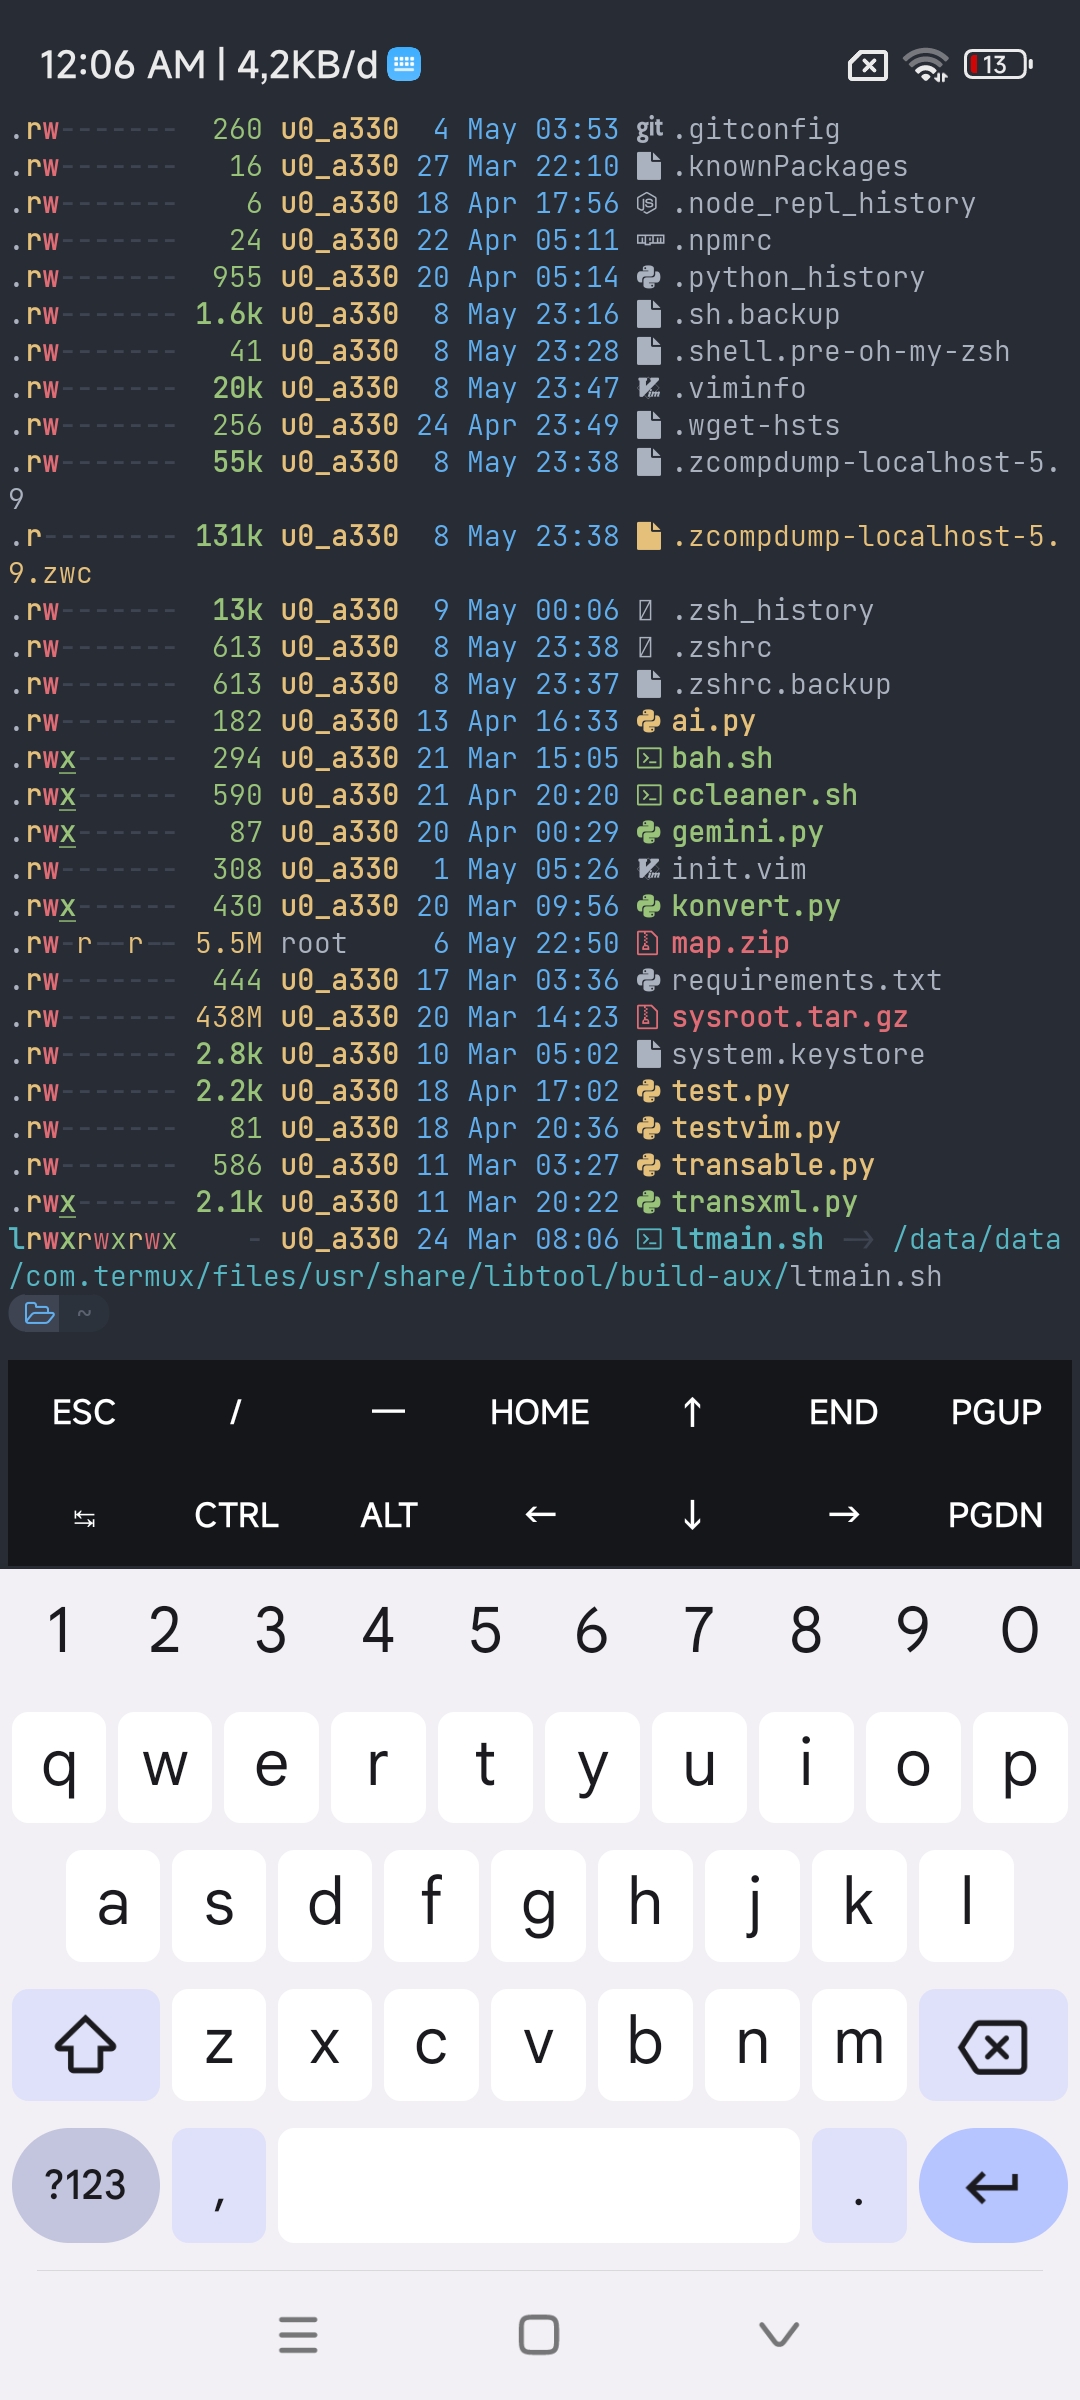 12:06 AM | 4,2KB/d 13
.rw------- 260 u0_a330 4 May 03:53 git .gitconfig
.rw------- 16 u0_a330 27 Mar 22:10 .knownPackages
.rw------- 6 u0_a330 18 Apr 17:56 JS .node_repl_history
.rw------- 24 u0_a330 22 Apr 05:11 npm .npmrc
.rw------- 955 u0_a330 20 Apr 05:14 .python_history
.rw------- 1.6k u0_a330 8 May 23:16 .sh.backup
.rw------- 41 u0_a330 8 May 23:28 .shell.pre-oh-my-zsh
.rw------- 20k u0_a330 8 May 23:47 Vim .viminfo
.rw------- 256 u0_a330 24 Apr 23:49 .wget-hsts
.rw------- 55k u0_a330 8 May 23:38 .zcompdump-localhost-5.
9
.r-------- 131k u0_a330 8 May 23:38 .zcompdump-localhost-5.
9.zwc
.rw------- 13k u0_a330 9 May 00:06 .zsh_history
.rw------- 613 u0_a330 8 May 23:38 .zshrc
.rw------- 613 u0_a330 8 May 23:37 .zshrc.backup
.rw------- 182 u0_a330 13 Apr 16:33 ai.py
.rwx------ 294 u0_a330 21 Mar 15:05 bah.sh
.rwx------ 590 u0_a330 21 Apr 20:20 ccleaner.sh
.rwx------ 87 u0_a330 20 Apr 00:29 gemini.py
.rw------- 308 u0_a330 1 May 05:26 Vim init.vim
.rwx------ 430 u0_a330 20 Mar 09:56 konvert.py
.rw-r--r-- 5.5M root 6 May 22:50 map.zip
.rw------- 444 u0_a330 17 Mar 03:36 requirements.txt
.rw------- 438M u0_a330 20 Mar 14:23 sysroot.tar.gz
.rw------- 2.8k u0_a330 10 Mar 05:02 system.keystore
.rw------- 2.2k u0_a330 18 Apr 17:02 test.py
.rw------- 81 u0_a330 18 Apr 20:36 testvim.py
.rw------- 586 u0_a330 11 Mar 03:27 transable.py
.rwx------ 2.1k u0_a330 11 Mar 20:22 transxml.py
lrwxrwxrwx - u0_a330 24 Mar 08:06 ltmain.sh -> /data/data
/com.termux/files/usr/share/libtool/build-aux/ltmain.sh
~
ESC / — HOME ↑ END PGUP
↹ CTRL ALT ← ↓ → PGDN
1 2 3 4 5 6 7 8 9 0
q w e r t y u i o p
a s d f g h j k l
z x c v b n m
?123 , .